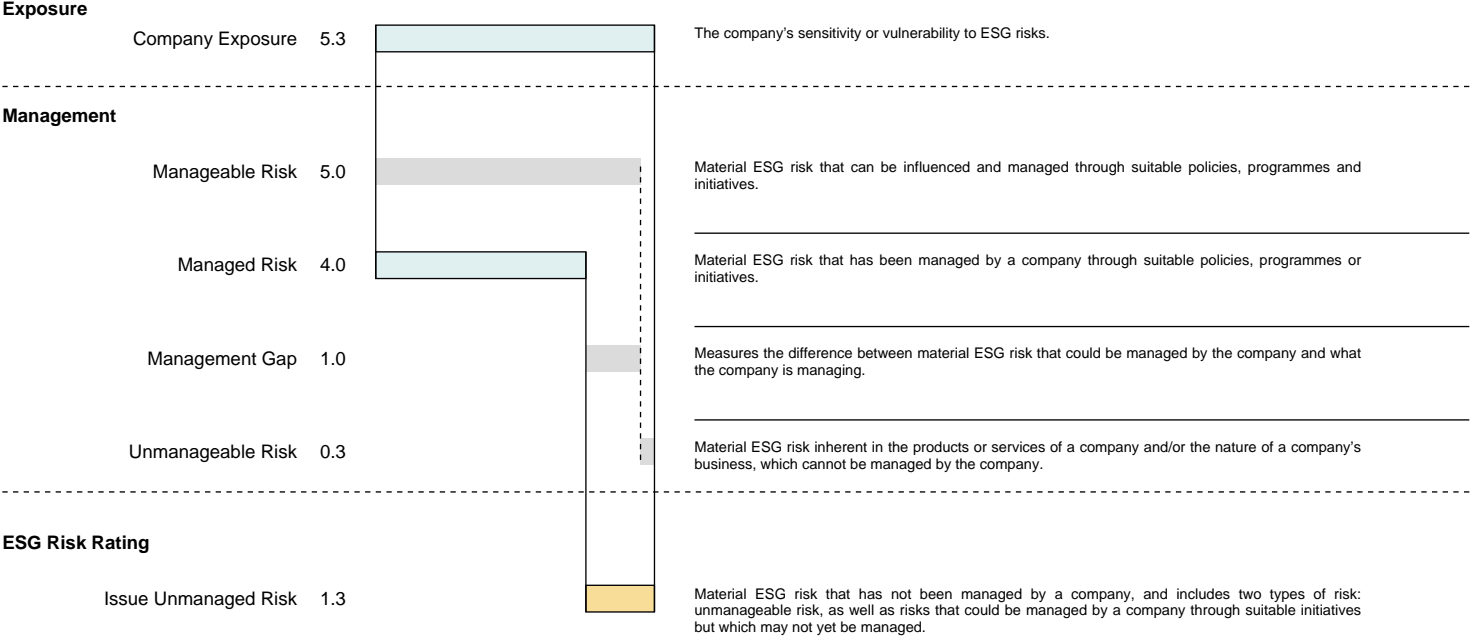 Exposure
Company Exposure 5.3
The company’s sensitivity or vulnerability to ESG risks.
Management
Manageable Risk 5.0
Material ESG risk that can be influenced and managed through suitable policies, programmes and
initiatives.
Managed Risk 4.0
Material ESG risk that has been managed by a company through suitable policies, programmes or
initiatives.
Management Gap 1.0
Measures the difference between material ESG risk that could be managed by the company and what
the company is managing.
Unmanageable Risk 0.3
Material ESG risk inherent in the products or services of a company and/or the nature of a company’s
business, which cannot be managed by the company.
ESG Risk Rating
Issue Unmanaged Risk 1.3
Material ESG risk that has not been managed by a company, and includes two types of risk:
unmanageable risk, as well as risks that could be managed by a company through suitable initiatives
but which may not yet be managed.